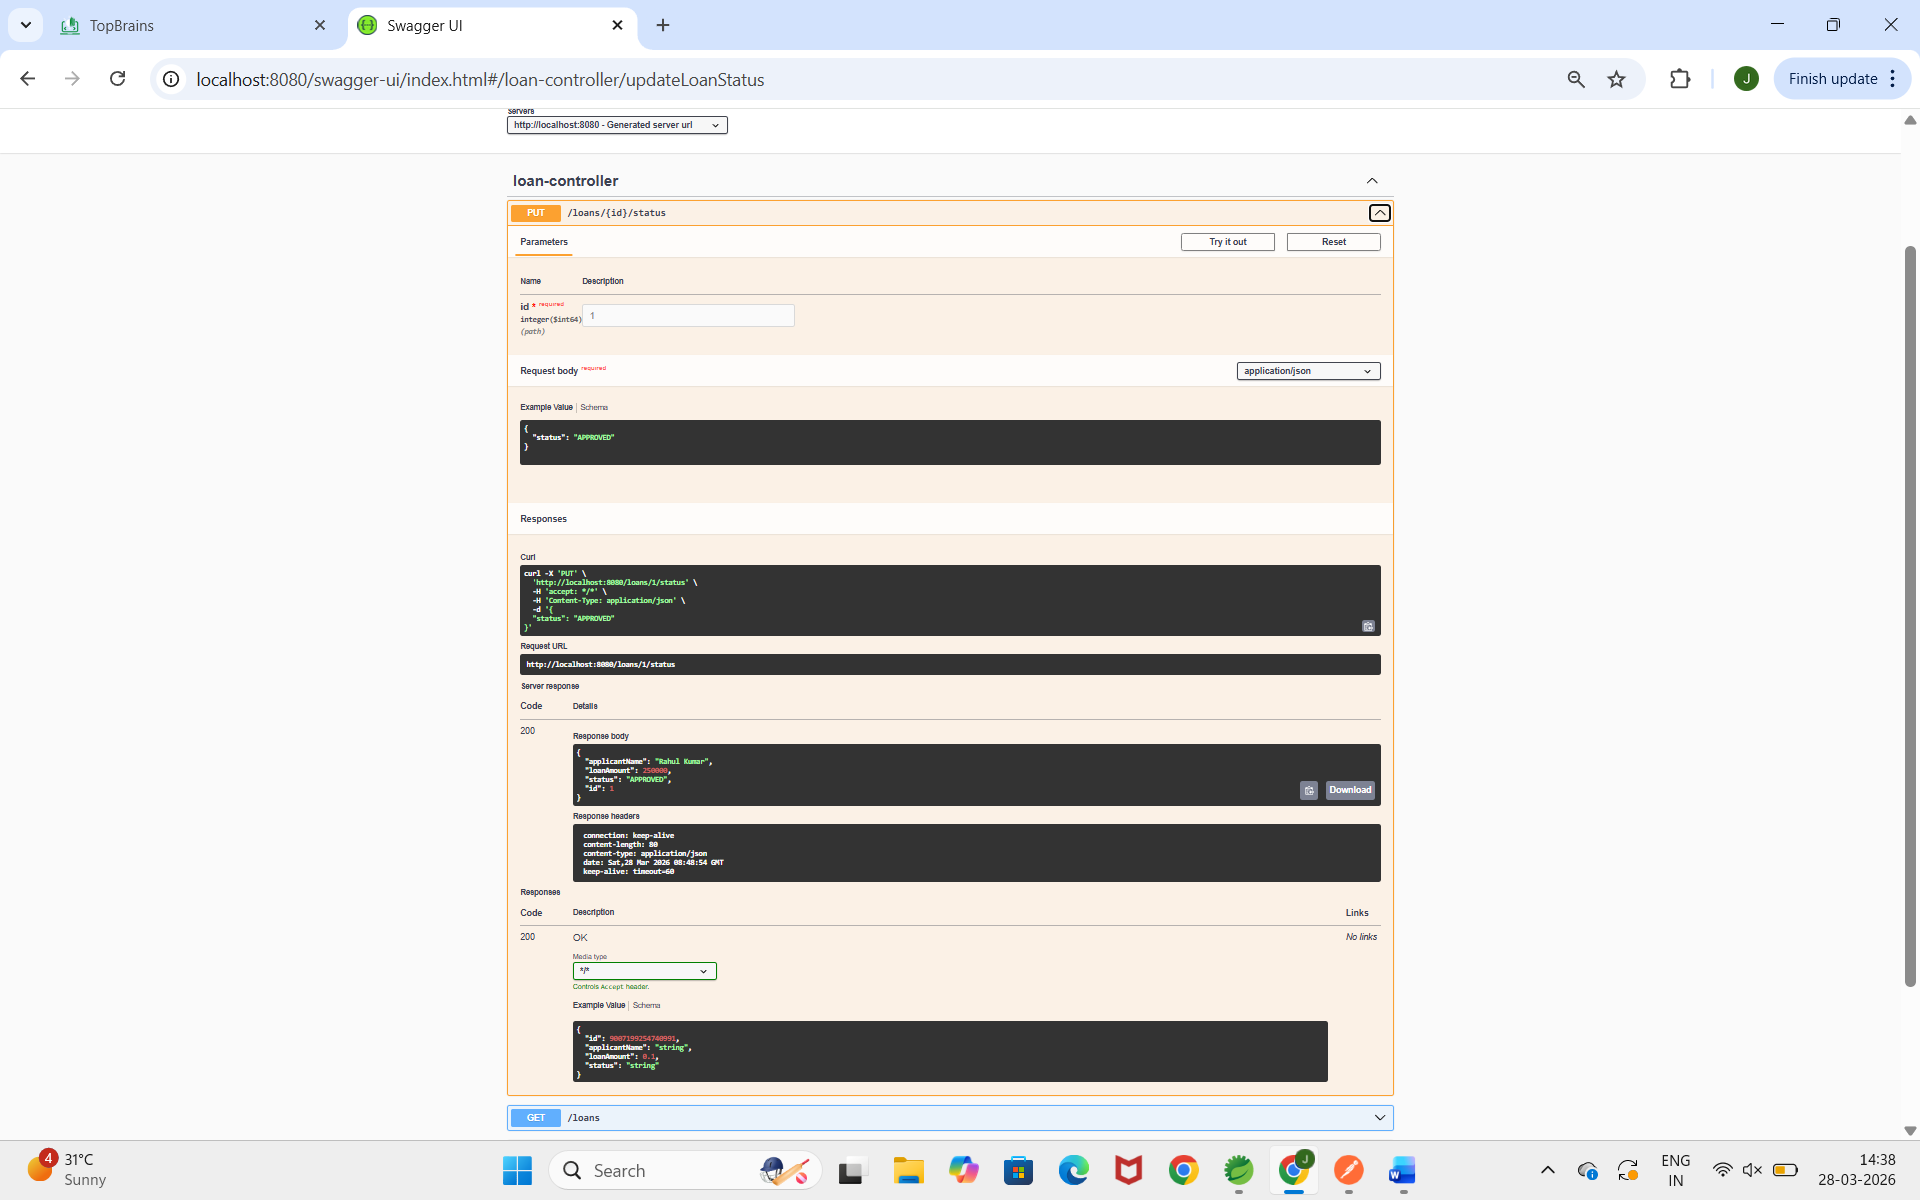 TopBrains
Swagger UI
localhost:8080/swagger-ui/index.html#/loan-controller/updateLoanStatus
J
Finish update
Servers
http://localhost:8080 - Generated server url
loan-controller
PUT /loans/{id}/status
Parameters
Try it out
Reset
Name Description
id * required
integer($int64)
(path)
1
Request body required
application/json
Example Value | Schema
{
"status": "APPROVED"
}
Responses
Curl
curl -X 'PUT' \
'http://localhost:8080/loans/1/status' \
-H 'accept: */*' \
-H 'Content-Type: application/json' \
-d '{
"status": "APPROVED"
}'
Request URL
http://localhost:8080/loans/1/status
Server response
Code Details
200
Response body
{
"applicantName": "Rahul Kumar",
"loanAmount": 250000,
"status": "APPROVED",
"id": 1
}
Download
Response headers
connection: keep-alive
content-length: 80
content-type: application/json
date: Sat,28 Mar 2026 08:48:54 GMT
keep-alive: timeout=60
Responses
Code Description Links
200 OK No links
Media type
*/*
Controls Accept header.
Example Value | Schema
{
"id": 9007199254740991,
"applicantName": "string",
"loanAmount": 0.1,
"status": "string"
}
GET /loans
4
31°C
Sunny
Search
J
W
ENG
IN
14:38
28-03-2026